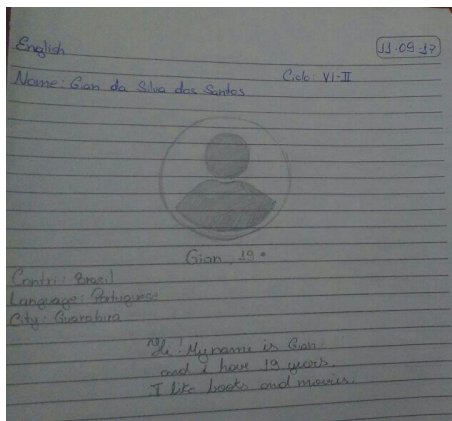 English 11.09.17
Nome: Gian da Silva dos Santos Ciclo: VI-II
Gian, 19
Contri: Brasil
Language: Portuguese
City: Guaratuba
"Hi! My name is Gian
and i have 19 years.
I like books and movies.